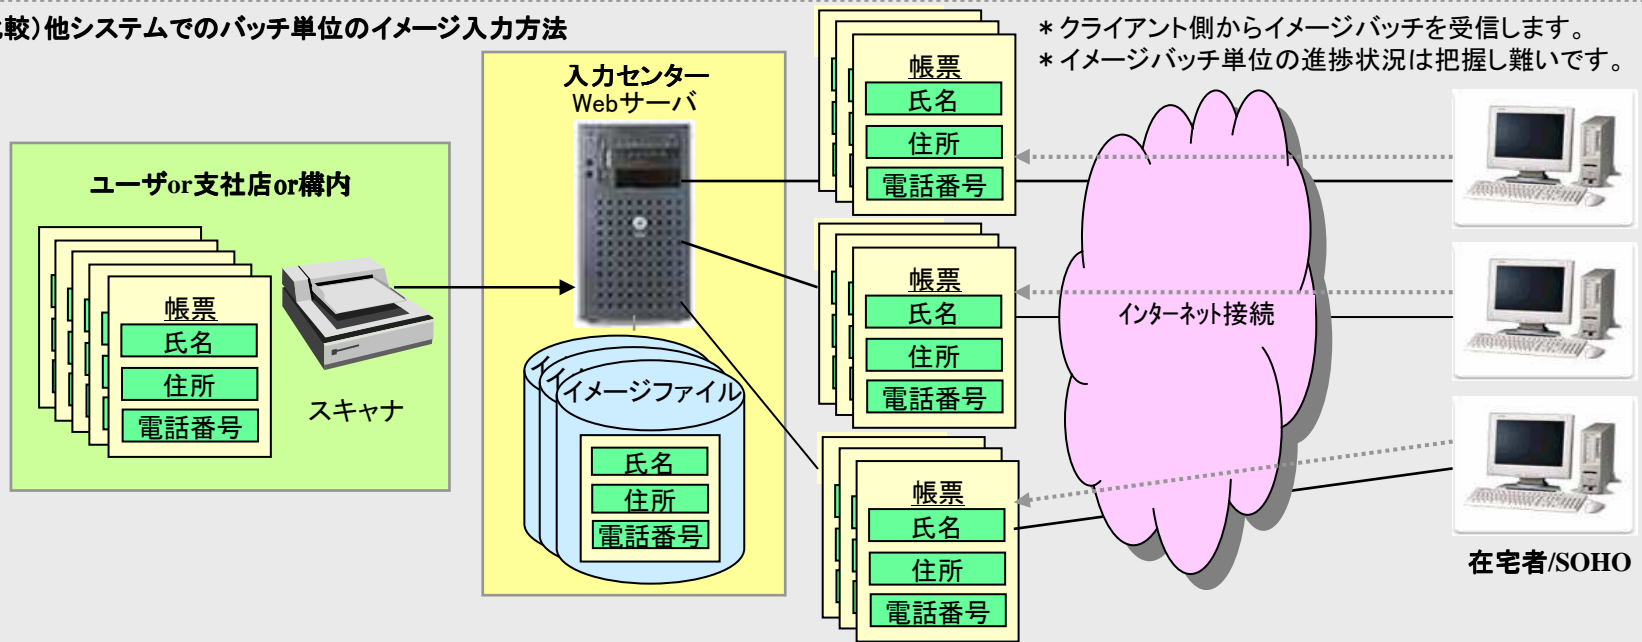 較）他システムでのバッチ単位のイメージ入力方法
＊クライアント側からイメージバッチを受信します。
＊イメージバッチ単位の進捗状況は把握し難いです。
ユーザor支社店or構内
帳票
氏名
住所
電話番号
スキャナ
入力センター
Webサーバ
イメージファイル
氏名
住所
電話番号
帳票
氏名
住所
電話番号
帳票
氏名
住所
電話番号
帳票
氏名
住所
電話番号
インターネット接続
在宅者/SOHO